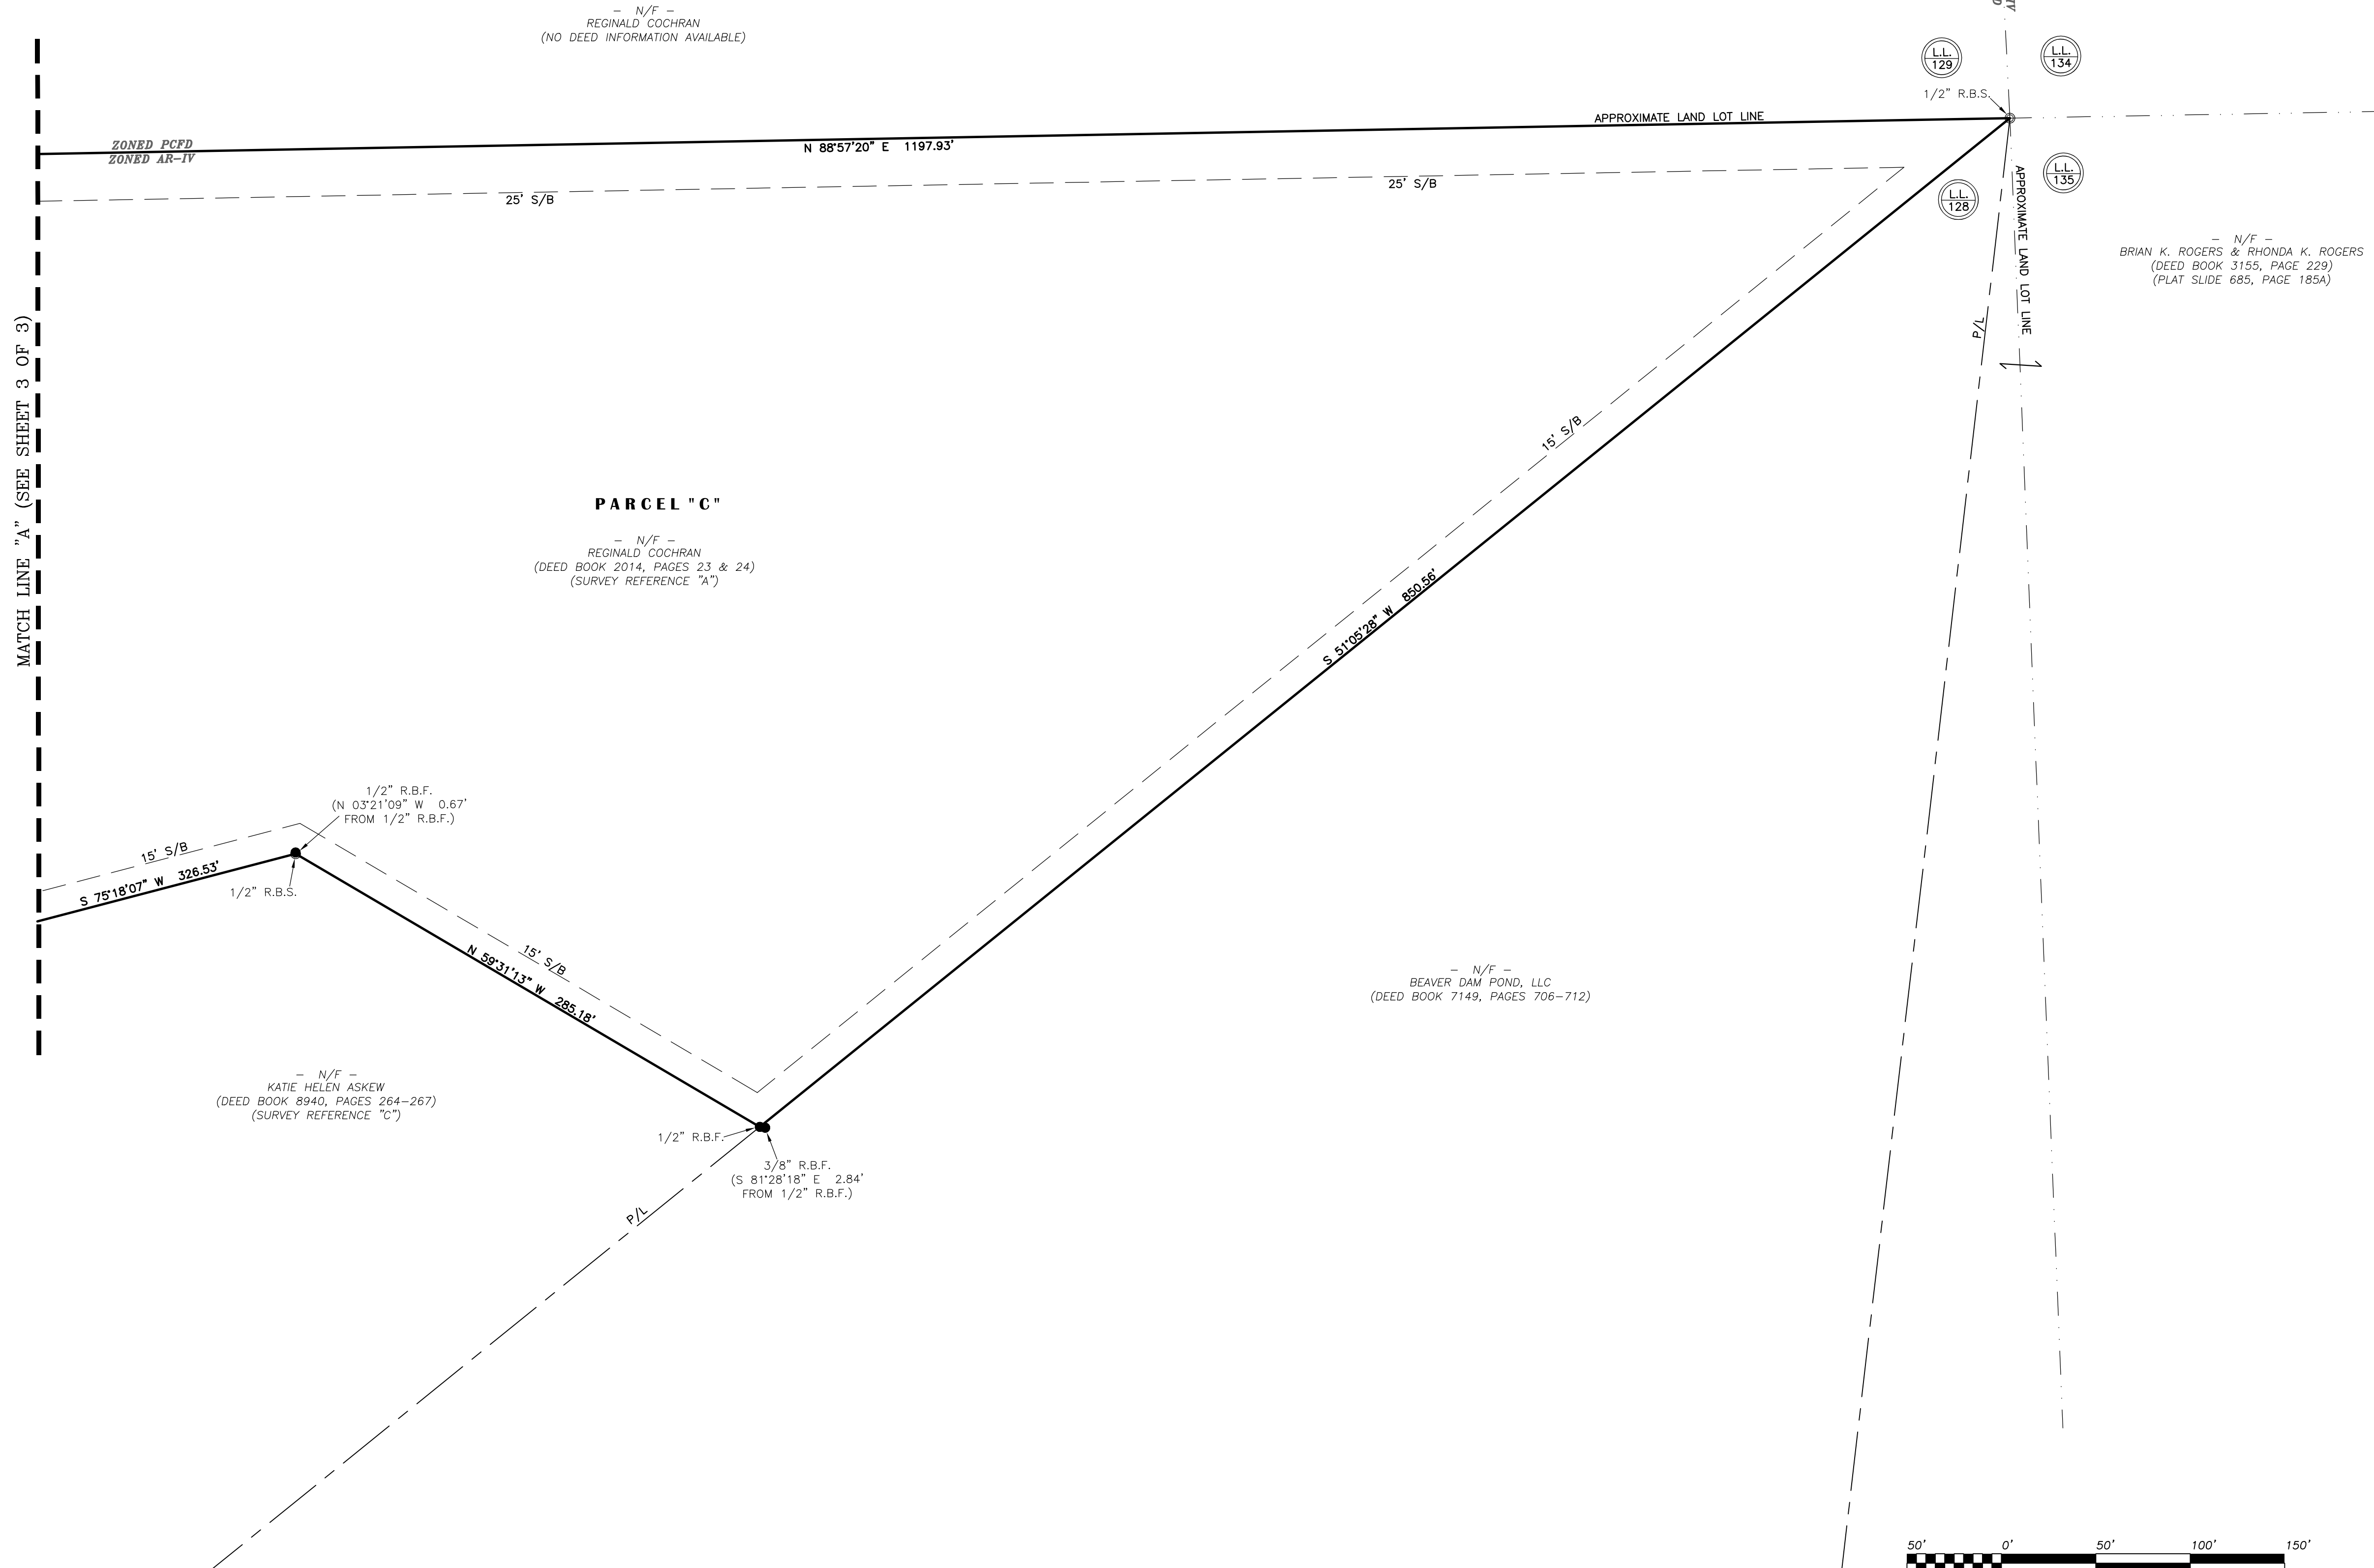 – N/F –
REGINALD COCHRAN
(NO DEED INFORMATION AVAILABLE)
L.L.
129
L.L.
134
1/2" R.B.S.
APPROXIMATE LAND LOT LINE
ZONED PCFD
ZONED AR–IV
N 88°57'20" E 1197.93'
25' S/B
25' S/B
L.L.
128
L.L.
135
APPROXIMATE LAND LOT LINE
– N/F –
BRIAN K. ROGERS & RHONDA K. ROGERS
(DEED BOOK 3155, PAGE 229)
(PLAT SLIDE 685, PAGE 185A)
P/L
MATCH LINE "A" (SEE SHEET 3 OF 3)
15' S/B
PARCEL "C"
– N/F –
REGINALD COCHRAN
(DEED BOOK 2014, PAGES 23 & 24)
(SURVEY REFERENCE "A")
S 51°05'28" W 850.56'
1/2" R.B.F.
(N 03°21'09" W 0.67'
FROM 1/2" R.B.F.)
15' S/B
S 75°18'07" W 326.53'
1/2" R.B.S.
15' S/B
N 59°31'13" W 285.18'
– N/F –
BEAVER DAM POND, LLC
(DEED BOOK 7149, PAGES 706–712)
– N/F –
KATIE HELEN ASKEW
(DEED BOOK 8940, PAGES 264–267)
(SURVEY REFERENCE "C")
1/2" R.B.F.
3/8" R.B.F.
(S 81°28'18" E 2.84'
FROM 1/2" R.B.F.)
P/L
50' 0' 50' 100' 150'